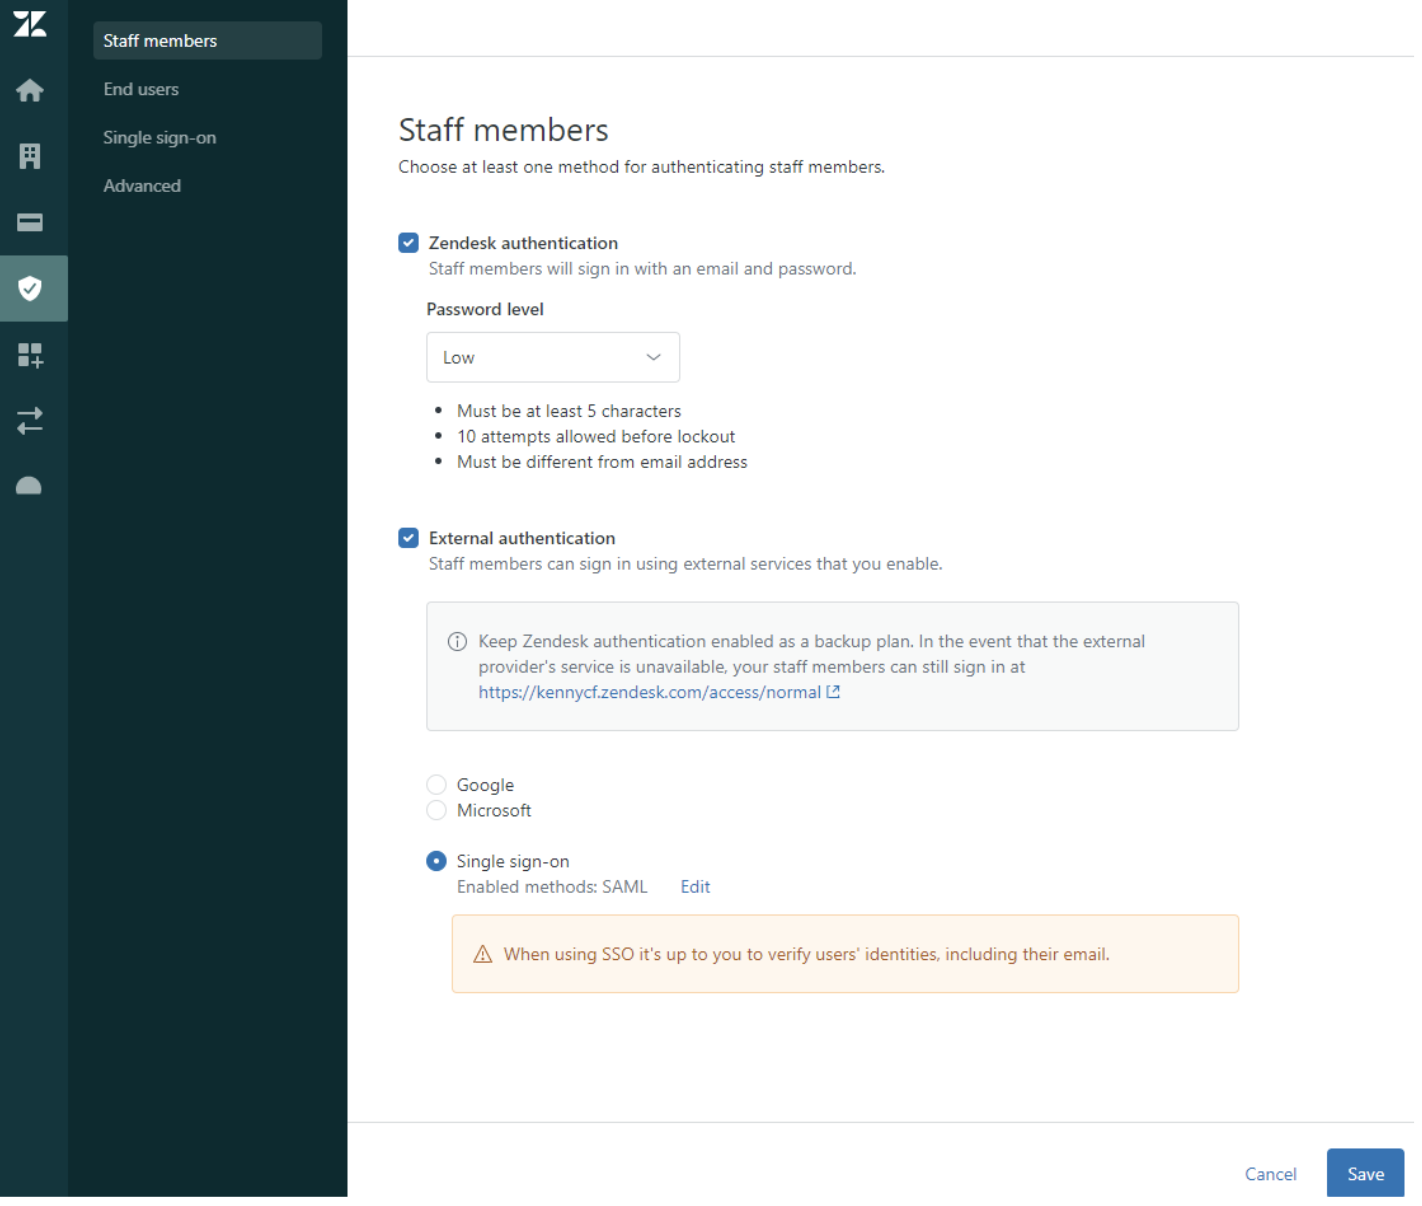 Staff members
End users
Single sign-on
Advanced
Staff members
Choose at least one method for authenticating staff members.
Zendesk authentication
Staff members will sign in with an email and password.
Password level
Low
Must be at least 5 characters
10 attempts allowed before lockout
Must be different from email address
External authentication
Staff members can sign in using external services that you enable.
Keep Zendesk authentication enabled as a backup plan. In the event that the external
provider's service is unavailable, your staff members can still sign in at
https://kennycf.zendesk.com/access/normal
Google
Microsoft
Single sign-on
Enabled methods: SAML Edit
When using SSO it's up to you to verify users' identities, including their email.
Cancel Save